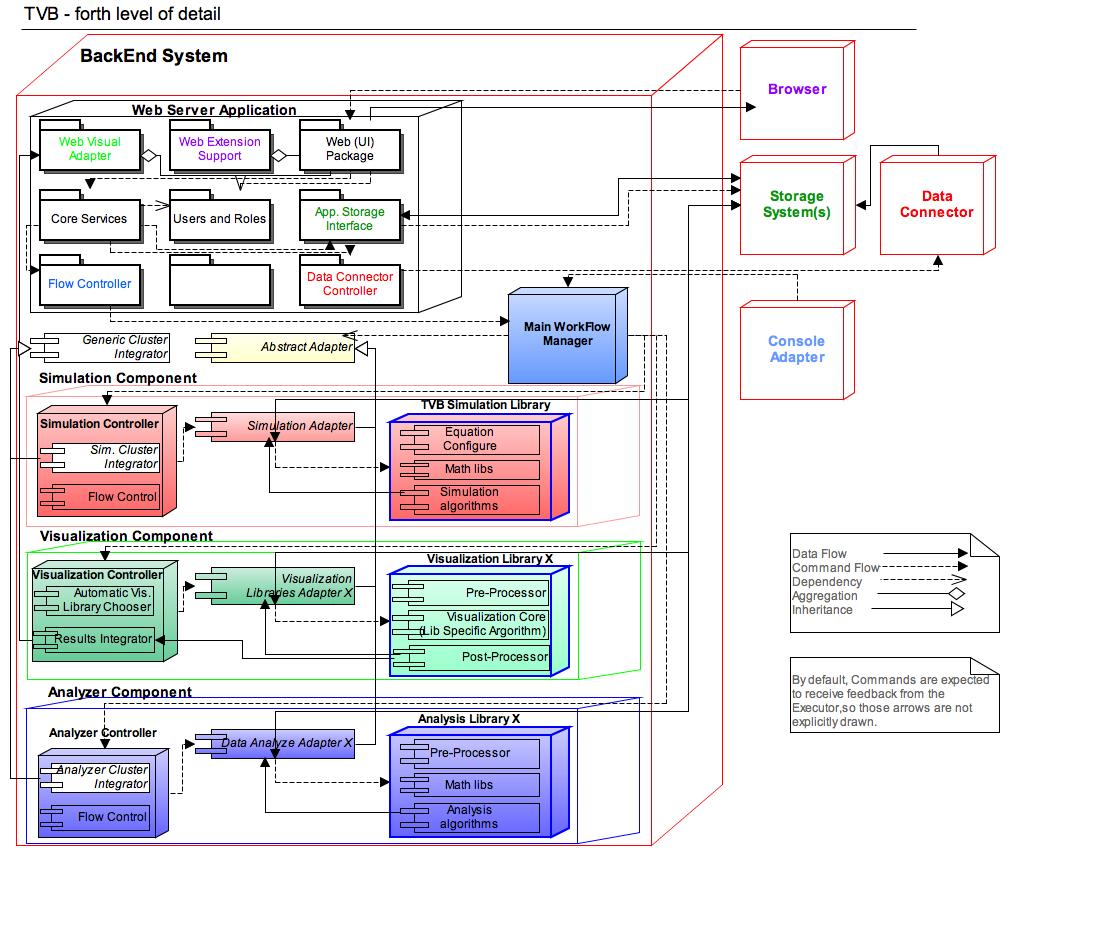 TVB - forth level of detail
BackEnd System
Web Server Application
Web Visual
Adapter
Web Extension
Support
Web (UI)
Package
Core Services
Users and Roles
App. Storage
Interface
Flow Controller
Data Connector
Controller
Browser
Storage
System(s)
Data
Connector
Console
Adapter
Main WorkFlow
Manager
Generic Cluster
Integrator
Abstract Adapter
Simulation Component
Simulation Controller
Sim. Cluster
Integrator
Flow Control
Simulation Adapter
TVB Simulation Library
Equation
Configure
Math libs
Simulation
algorithms
Visualization Component
Visualization Controller
Automatic Vis.
Library Chooser
Results Integrator
Visualization
Libraries Adapter X
Visualization Library X
Pre-Processor
Visualization Core
(Lib Specific Argorithm)
Post-Processor
Analyzer Component
Analyzer Controller
Analyzer Cluster
Integrator
Flow Control
Data Analyze Adapter X
Analysis Library X
Pre-Processor
Math libs
Analysis
algorithms
Data Flow
Command Flow
Dependency
Aggregation
Inheritance
By default, Commands are expected
to receive feedback from the
Executor,so those arrows are not
explicitly drawn.